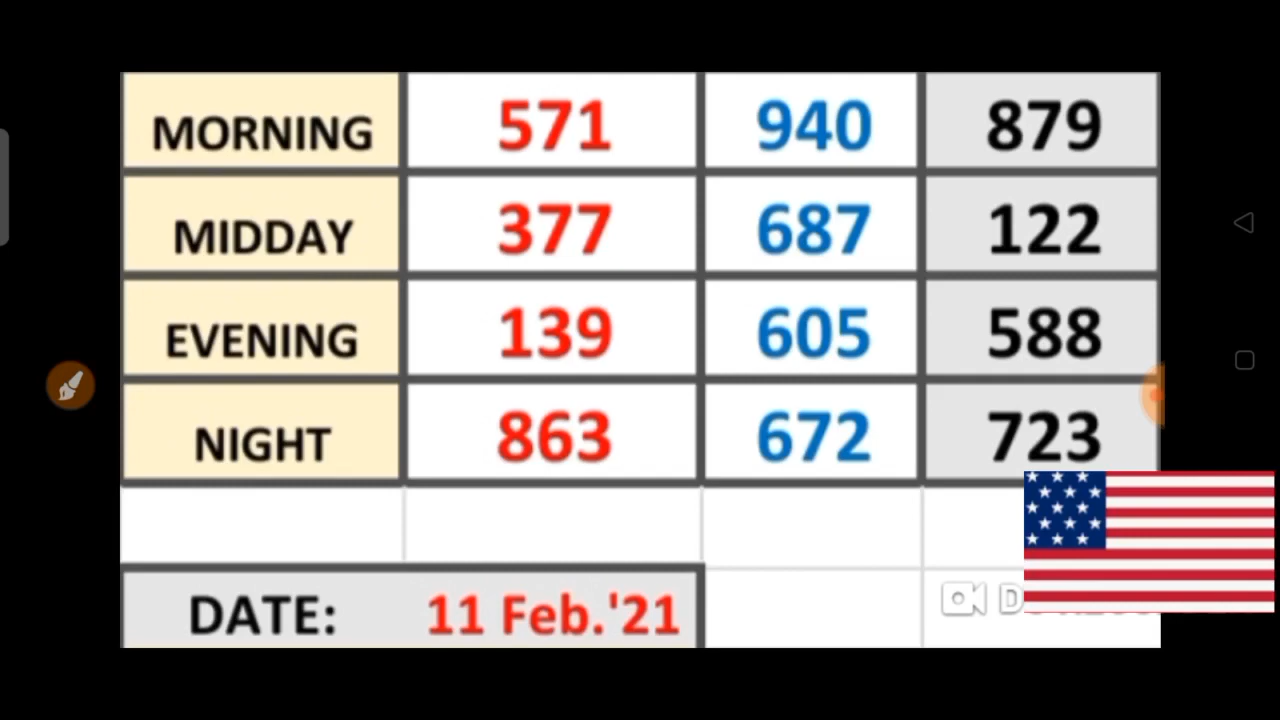 MORNING 571 940 879
MIDDAY 377 687 122
EVENING 139 605 588
NIGHT 863 672 723
DATE: 11 Feb.'21